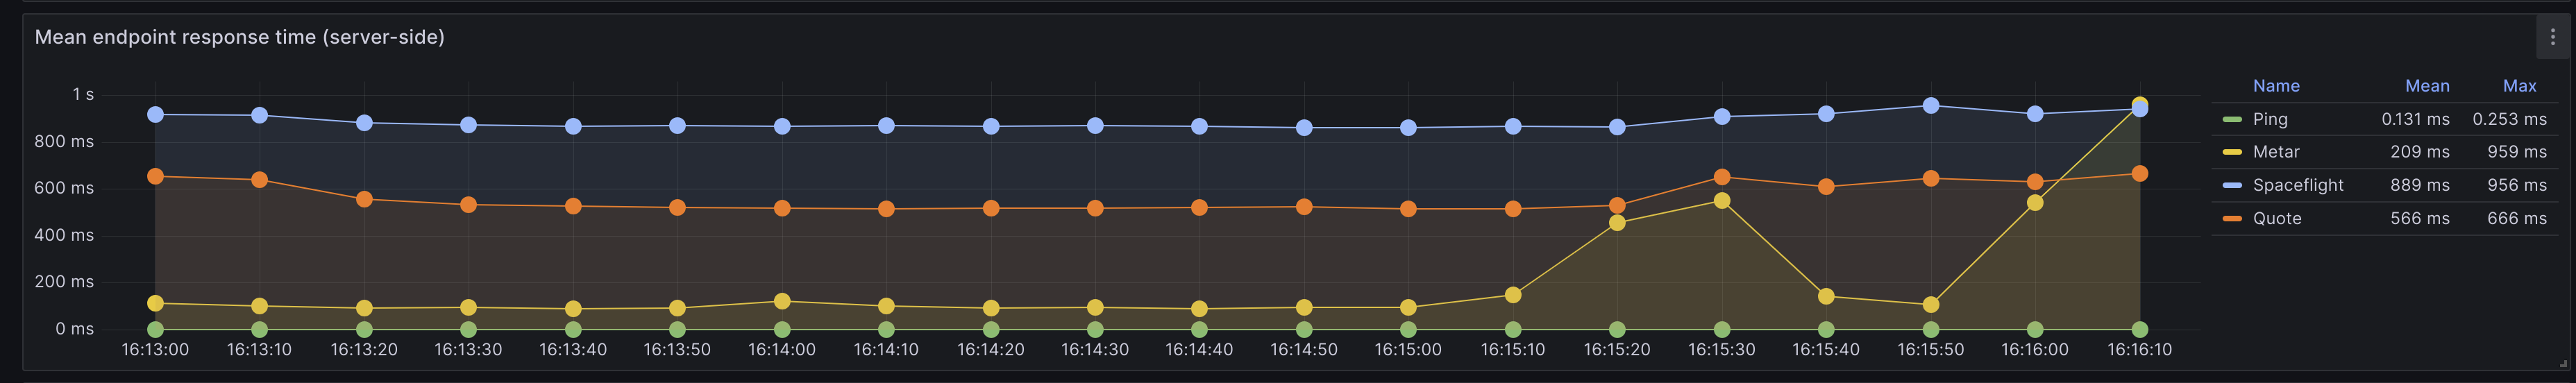 Mean endpoint response time (server-side)
1 s
800 ms
600 ms
400 ms
200 ms
0 ms
16:13:00 16:13:10 16:13:20 16:13:30 16:13:40 16:13:50 16:14:00 16:14:10 16:14:20 16:14:30 16:14:40 16:14:50 16:15:00 16:15:10 16:15:20 16:15:30 16:15:40 16:15:50 16:16:00 16:16:10
Name Mean Max
Ping 0.131 ms 0.253 ms
Metar 209 ms 959 ms
Spaceflight 889 ms 956 ms
Quote 566 ms 666 ms